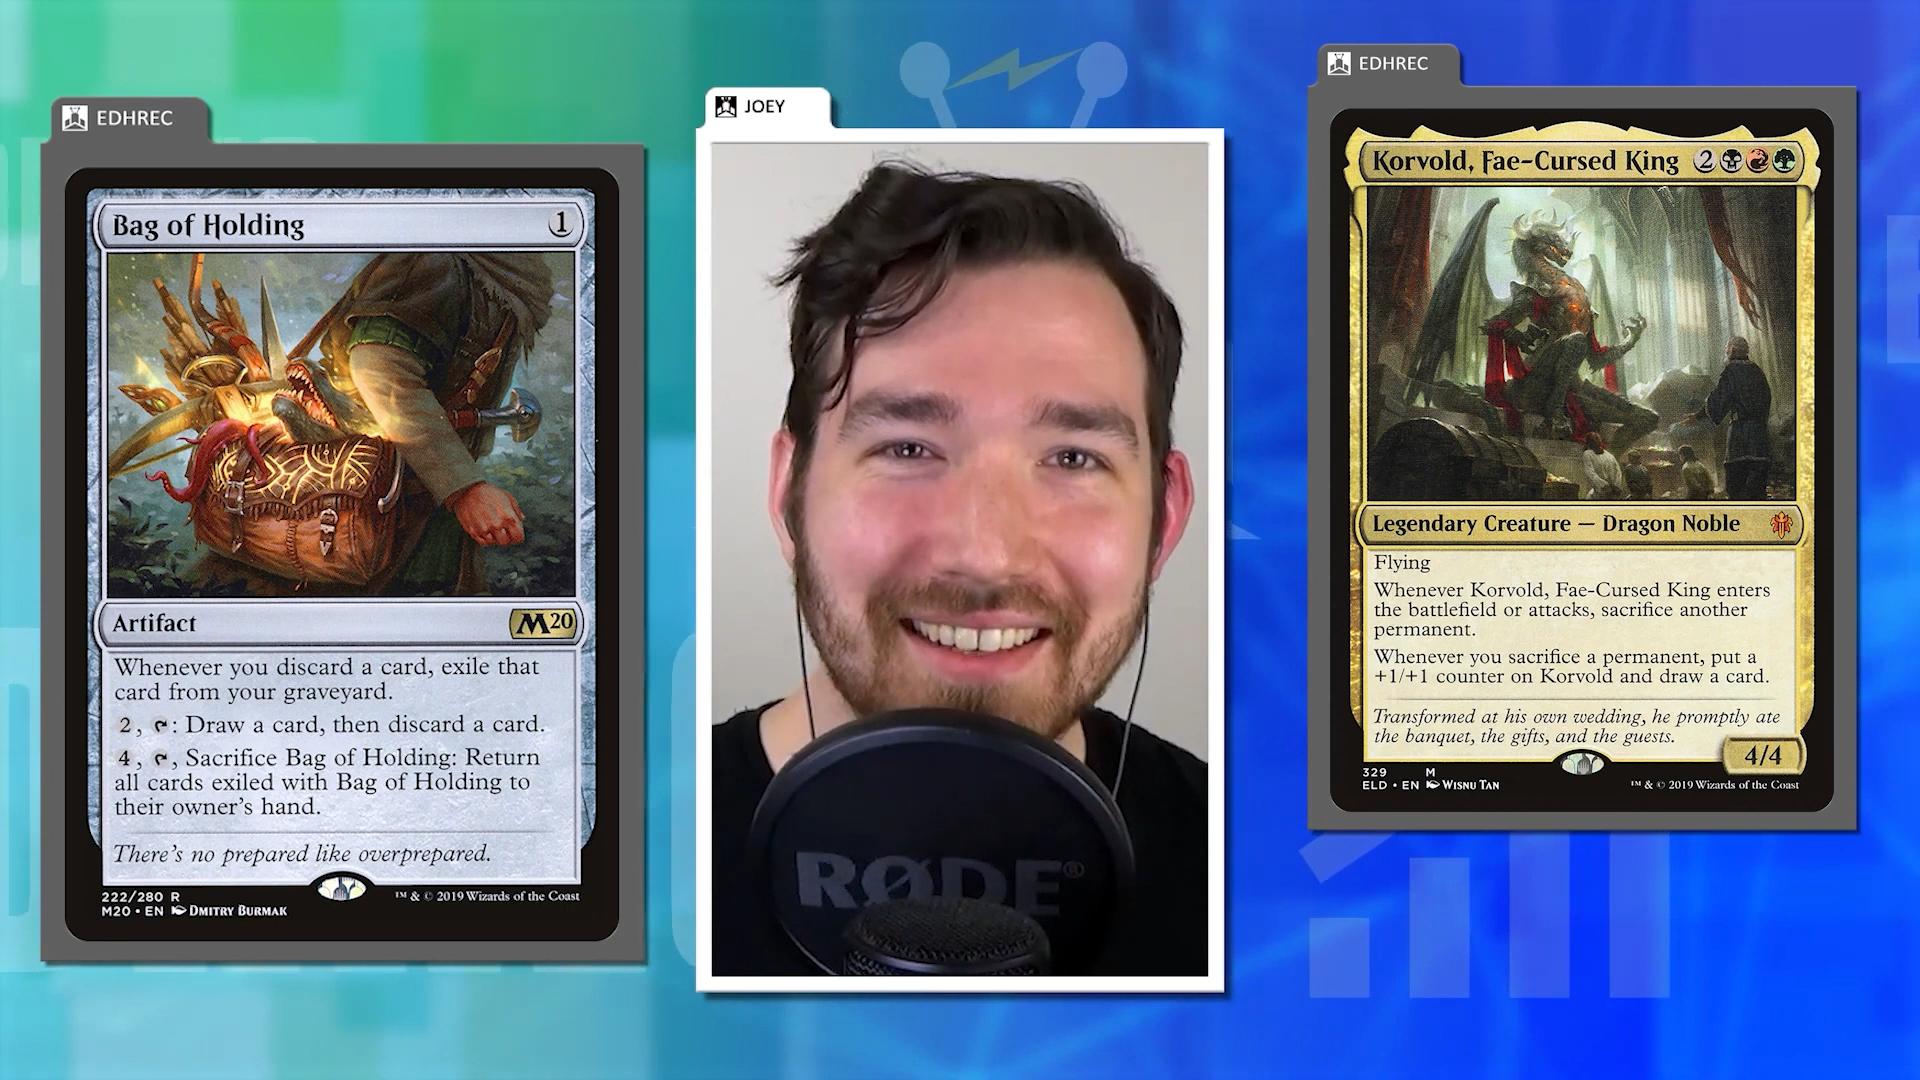 EDHREC
Bag of Holding 1
Artifact M20
Whenever you discard a card, exile that
card from your graveyard.
2, : Draw a card, then discard a card.
4, , Sacrifice Bag of Holding: Return
all cards exiled with Bag of Holding to
their owner's hand.
There's no prepared like overprepared.
222/280 R
M20 • EN Dmitry Burmak
™ & © 2019 Wizards of the Coast
JOEY
RØDE®
EDHREC
Korvold, Fae-Cursed King 2
Legendary Creature — Dragon Noble
Flying
Whenever Korvold, Fae-Cursed King enters
the battlefield or attacks, sacrifice another
permanent.
Whenever you sacrifice a permanent, put a
+1/+1 counter on Korvold and draw a card.
Transformed at his own wedding, he promptly ate
the banquet, the gifts, and the guests.
4/4
329 M
ELD • EN Wisnu Tan
™ & © 2019 Wizards of the Coast